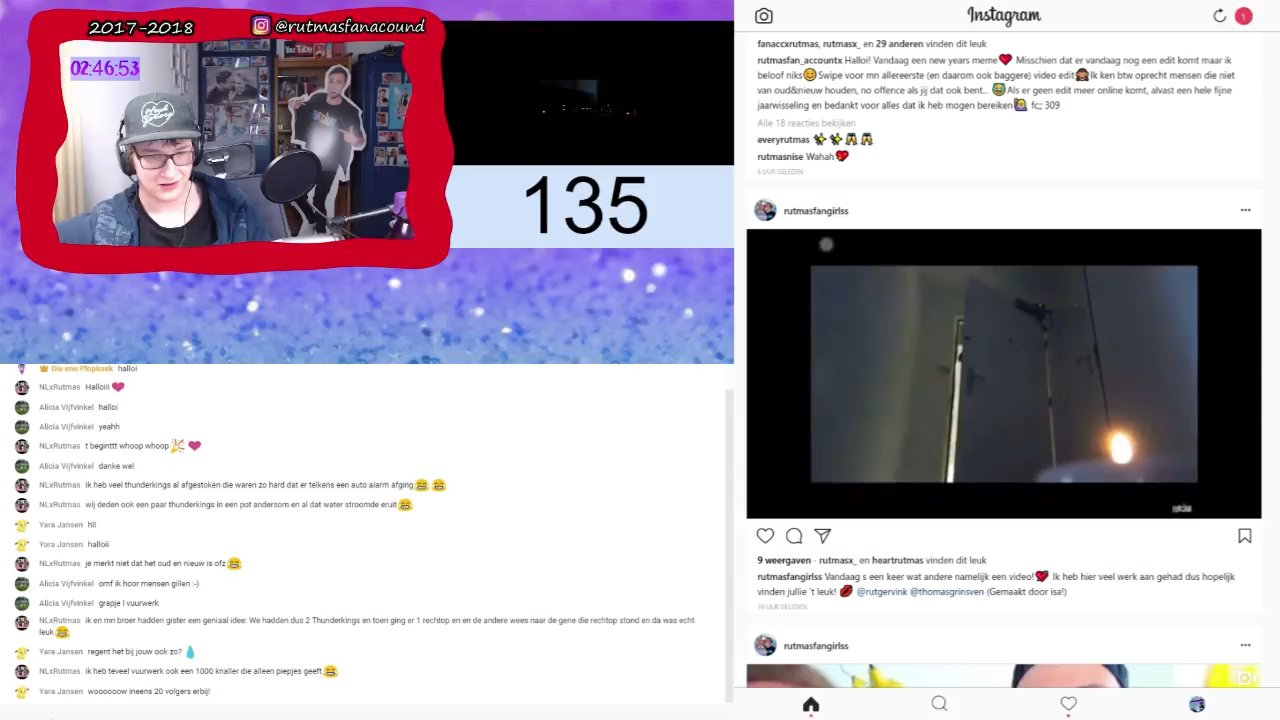 2017-2018
@rutmasfanacound
02:46:53
135
Die ene Plopkoek halloi
NLxRutmas Halloiii
Alicia Vijfvinkel halloi
Alicia Vijfvinkel yeahh
NLxRutmas t beginttt whoop whoop
Alicia Vijfvinkel danke wel
NLxRutmas ik heb veel thunderkings al afgestoken die waren zo hard dat er telkens een auto alarm afging
NLxRutmas wij deden ook een paar thunderkings in een pot andersom en al dat water stroomde eruit
Yara Jansen hii
Yara Jansen halloii
NLxRutmas je merkt niet dat het oud en nieuw is ofz
Alicia Vijfvinkel omf ik hoor mensen gillen :-)
Alicia Vijfvinkel grapje l vuurwerk
NLxRutmas ik en mn broer hadden gister een geniaal idee: We hadden dus 2 Thunderkings en toen ging er 1 rechtop en en de andere wees naar de gene die rechtop stond en da was echt
leuk
Yara Jansen regent het bij jouw ook zo?
NLxRutmas ik heb teveel vuurwerk ook een 1000 knaller die alleen piepjes geeft
Yara Jansen woooooow ineens 20 volgers erbij!
Instagram
1
fanaccxrutmas, rutmasx_ en 29 anderen vinden dit leuk
rutmasfan_accountx Halloi! Vandaag een new years meme❤ Misschien dat er vandaag nog een edit komt maar ik
beloof niks Swipe voor mn allereerste (en daarom ook baggere) video edit Ik ken btw oprecht mensen die niet
van oud&nieuw houden, no offence als jij dat ook bent... Als er geen edit meer online komt, alvast een hele fijne
jaarwisseling en bedankt voor alles dat ik heb mogen bereiken 309
Alle 18 reacties bekijken
everyrutmas
rutmasnise Wahah
6 UUR GELEDEN
rutmasfangirlss
9 weergaven · rutmasx_ en heartrutmas vinden dit leuk
rutmasfangirlss Vandaag s een keer wat andere namelijk een video! Ik heb hier veel werk aan gehad dus hopelijk
vinden jullie 't leuk! @rutgervink @thomasgrinsven (Gemaakt door isa!)
19 UUR GELEDEN
rutmasfangirlss